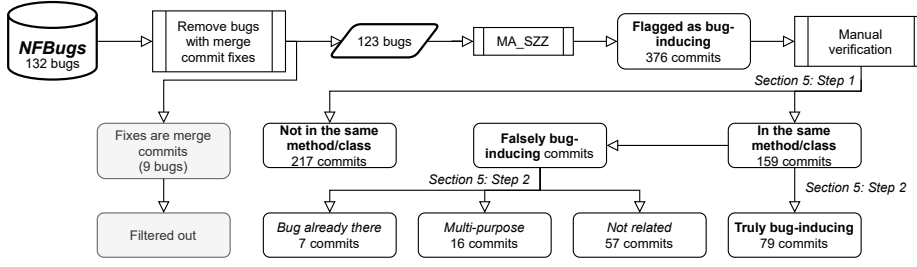 NFBugs
132 bugs
Remove bugs
with merge
commit fixes
123 bugs
MA_SZZ
Flagged as bug-
inducing
376 commits
Manual
verification
Section 5: Step 1
Fixes are merge
commits
(9 bugs)
Not in the same
method/class
217 commits
Falsely bug-
inducing commits
In the same
method/class
159 commits
Section 5: Step 2
Section 5: Step 2
Filtered out
Bug already there
7 commits
Multi-purpose
16 commits
Not related
57 commits
Truly bug-inducing
79 commits